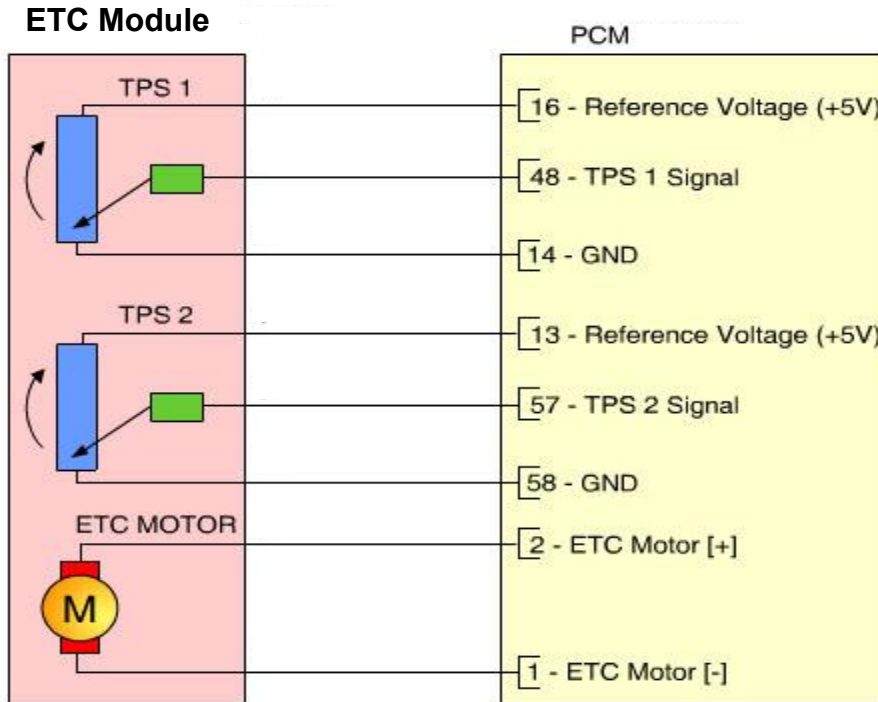 ETC Module
PCM
TPS 1
16 - Reference Voltage (+5V)
48 - TPS 1 Signal
14 - GND
TPS 2
13 - Reference Voltage (+5V)
57 - TPS 2 Signal
58 - GND
ETC MOTOR
2 - ETC Motor [+]
M
1 - ETC Motor [-]